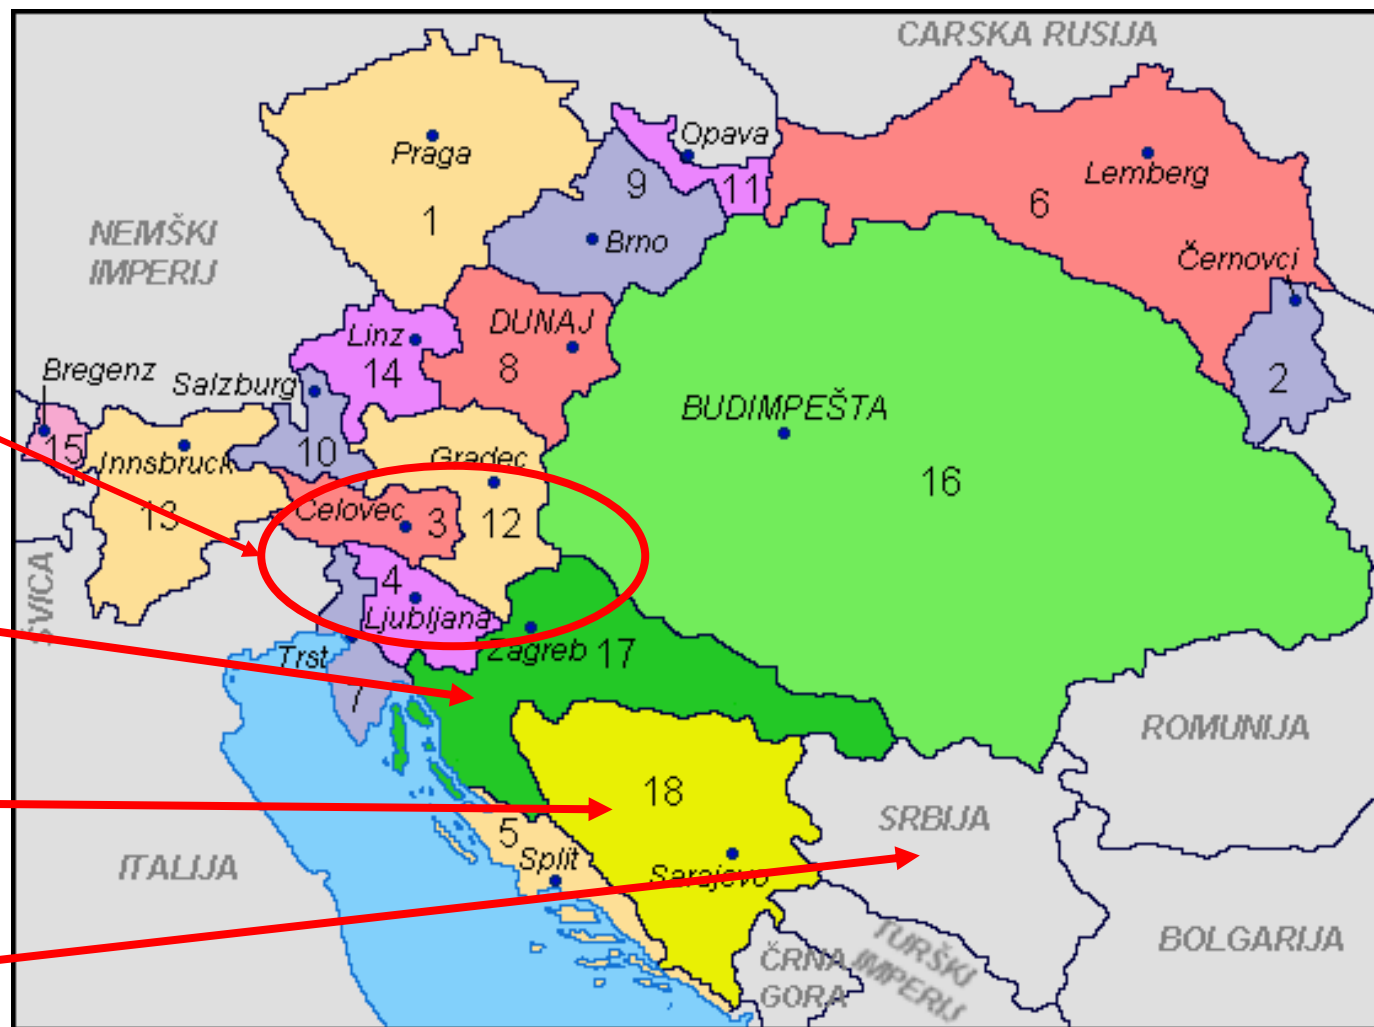 CARSKA RUSIJA
Opava
Praga
Lemberg
9
11
6
1
NEMŠKI
IMPERIJ
Brno
Černovci
Linz
DUNAJ
Bregenz
Salzburg
14
8
2
BUDIMPEŠTA
15
Innsbruck
10
Gradec
16
13
Celovec
3
12
ŠVICA
4
Ljubljana
Trst
Zagreb 17
7
ROMUNIJA
18
SRBIJA
5
ITALIJA
Split
Sarajevo
TURŠKI
IMPERIJ
BOLGARIJA
ČRNA
GORA